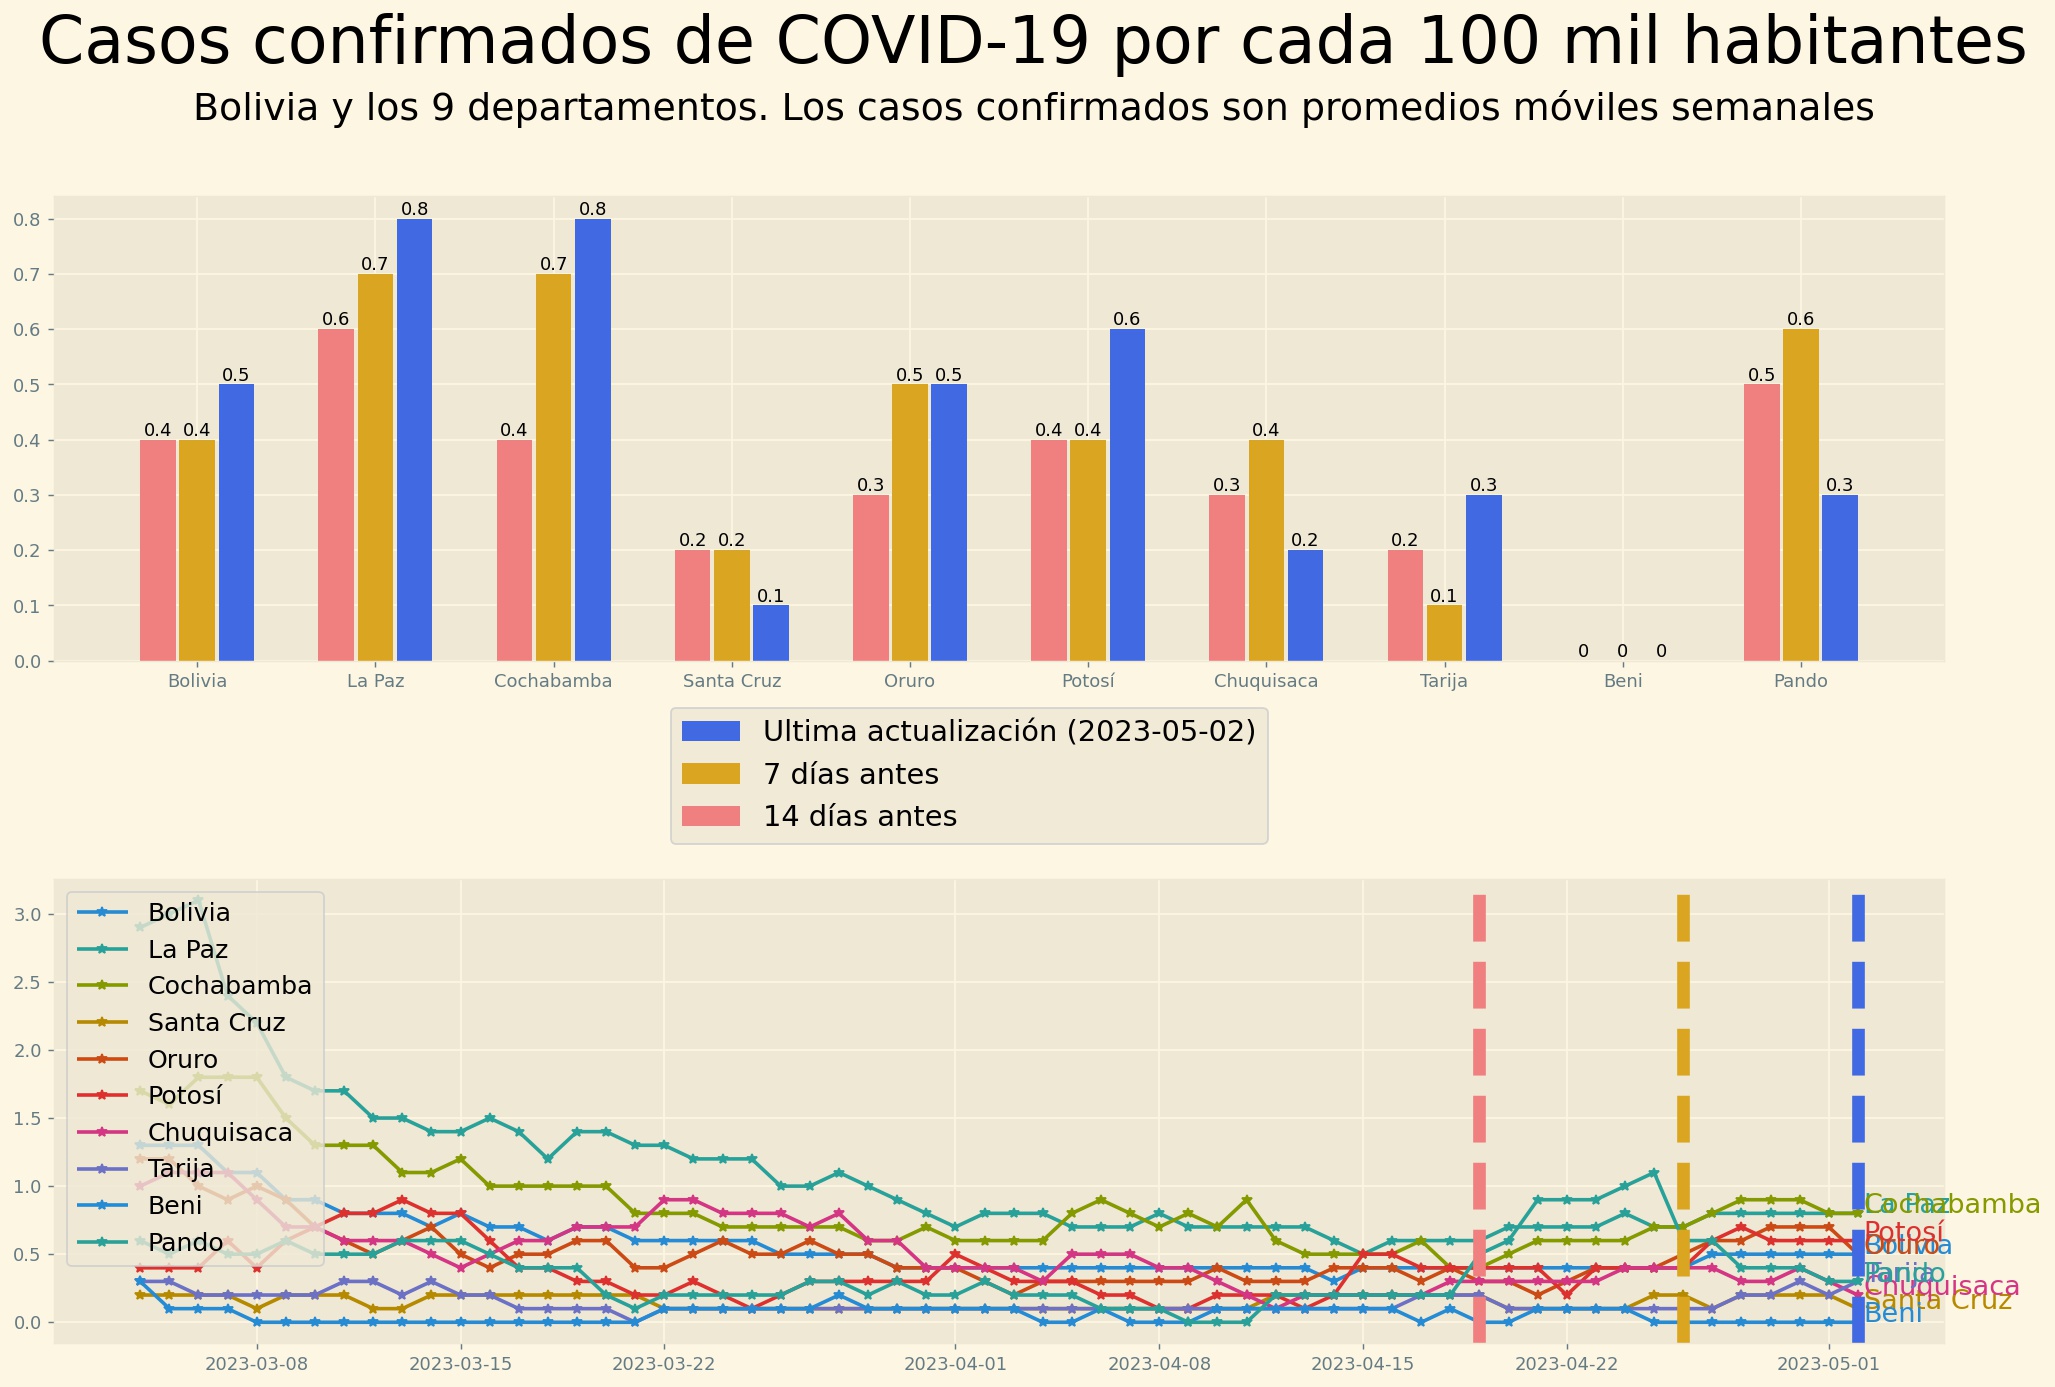 Casos confirmados de COVID-19 por cada 100 mil habitantes
Bolivia y los 9 departamentos. Los casos confirmados son promedios móviles semanales
0.8
0.7
0.6
0.5
0.4
0.3
0.2
0.1
0.0
0.4 0.4 0.5
0.6 0.7 0.8
0.4 0.7 0.8
0.2 0.2 0.1
0.3 0.5 0.5
0.4 0.4 0.6
0.3 0.4 0.2
0.2 0.1 0.3
0 0 0
0.5 0.6 0.3
Bolivia La Paz Cochabamba Santa Cruz Oruro Potosí Chuquisaca Tarija Beni Pando
Ultima actualización (2023-05-02)
7 días antes
14 días antes
3.0
2.5
2.0
1.5
1.0
0.5
0.0
Bolivia
La Paz
Cochabamba
Santa Cruz
Oruro
Potosí
Chuquisaca
Tarija
Beni
Pando
La Paz
Cochabamba
Potosí
Bolivia
Oruro
Tarija
Pando
Chuquisaca
Santa Cruz
Beni
2023-03-08 2023-03-15 2023-03-22 2023-04-01 2023-04-08 2023-04-15 2023-04-22 2023-05-01